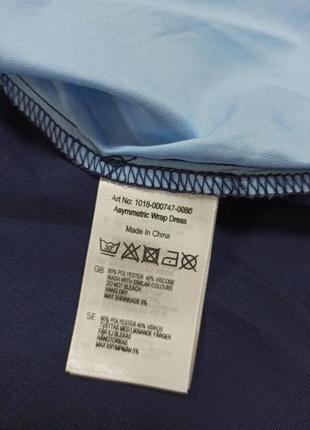 Art No: 1018-000747-0080
Asymmetric Wrap Dress
Made In China
GB
60% POLYESTER 40% VISCOSE
WASH WITH SIMILAR COLOURS
DO NOT BLEACH
HANG DRY
MAX SHRINKAGE 5%
SE
60% POLYESTER 40% VISKOS
TVÄTTAS MED LIKNANDE FÄRGER
FÅR EJ BLEKAS
HÄNGTORKAS
MAX KRYMPMÅN 5%